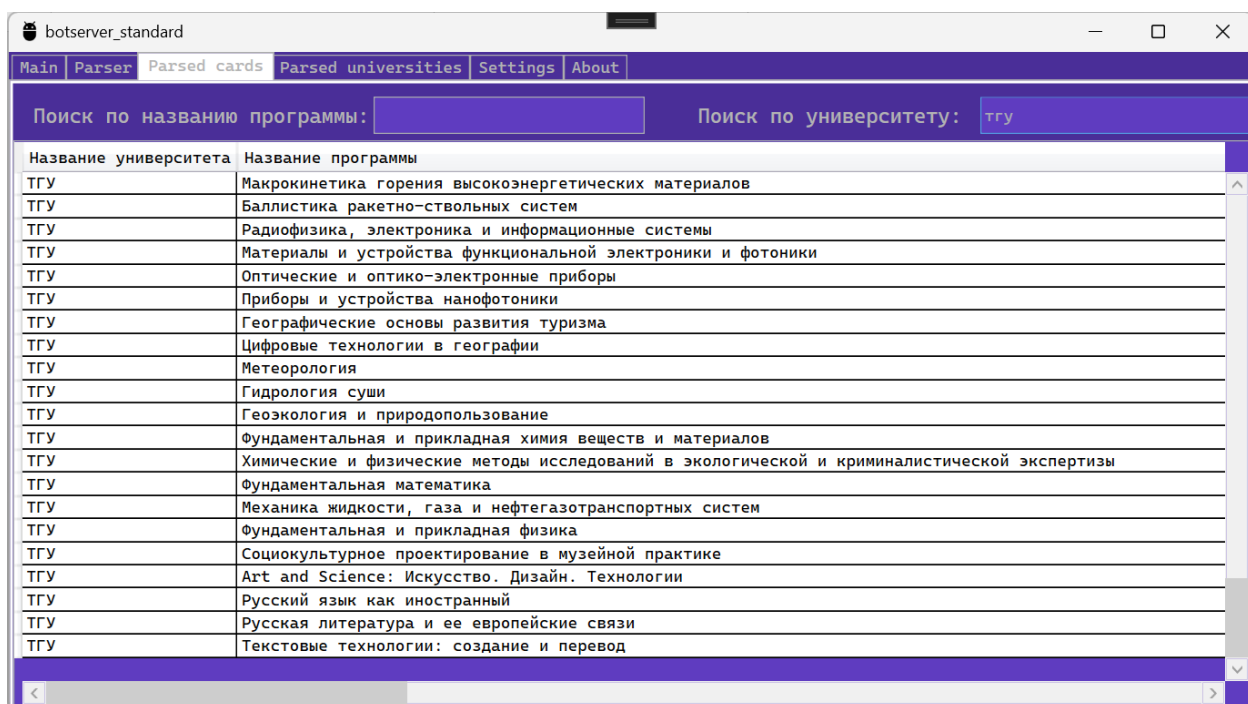 botserver_standard
Main Parser Parsed cards Parsed universities Settings About
Поиск по названию программы: Поиск по университету: тгу
Название университета Название программы
ТГУ Макрокинетика горения высокоэнергетических материалов
ТГУ Баллистика ракетно-ствольных систем
ТГУ Радиофизика, электроника и информационные системы
ТГУ Материалы и устройства функциональной электроники и фотоники
ТГУ Оптические и оптико-электронные приборы
ТГУ Приборы и устройства нанофотоники
ТГУ Географические основы развития туризма
ТГУ Цифровые технологии в географии
ТГУ Метеорология
ТГУ Гидрология суши
ТГУ Геоэкология и природопользование
ТГУ Фундаментальная и прикладная химия веществ и материалов
ТГУ Химические и физические методы исследований в экологической и криминалистической экспертизы
ТГУ Фундаментальная математика
ТГУ Механика жидкости, газа и нефтегазотранспортных систем
ТГУ Фундаментальная и прикладная физика
ТГУ Социокультурное проектирование в музейной практике
ТГУ Art and Science: Искусство. Дизайн. Технологии
ТГУ Русский язык как иностранный
ТГУ Русская литература и ее европейские связи
ТГУ Текстовые технологии: создание и перевод